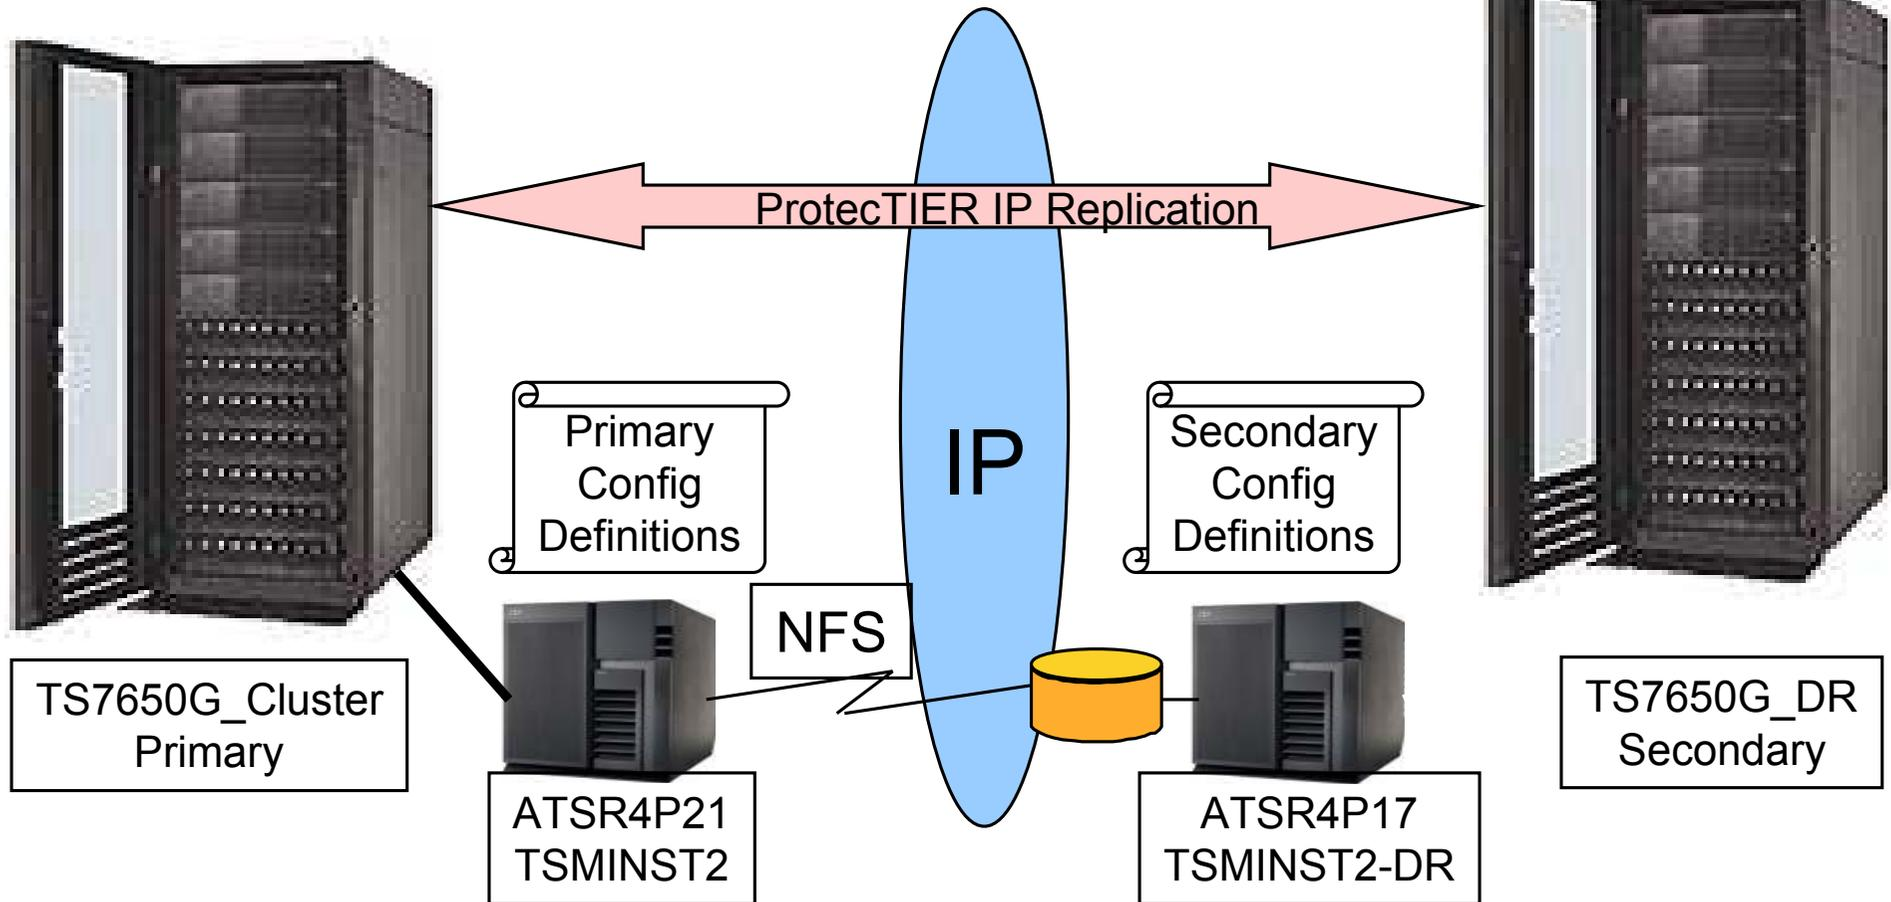 ProtecTIER IP Replication
Primary
Config
Definitions
IP
Secondary
Config
Definitions
NFS
TS7650G_Cluster
Primary
TS7650G_DR
Secondary
ATSR4P21
TSMINST2
ATSR4P17
TSMINST2-DR